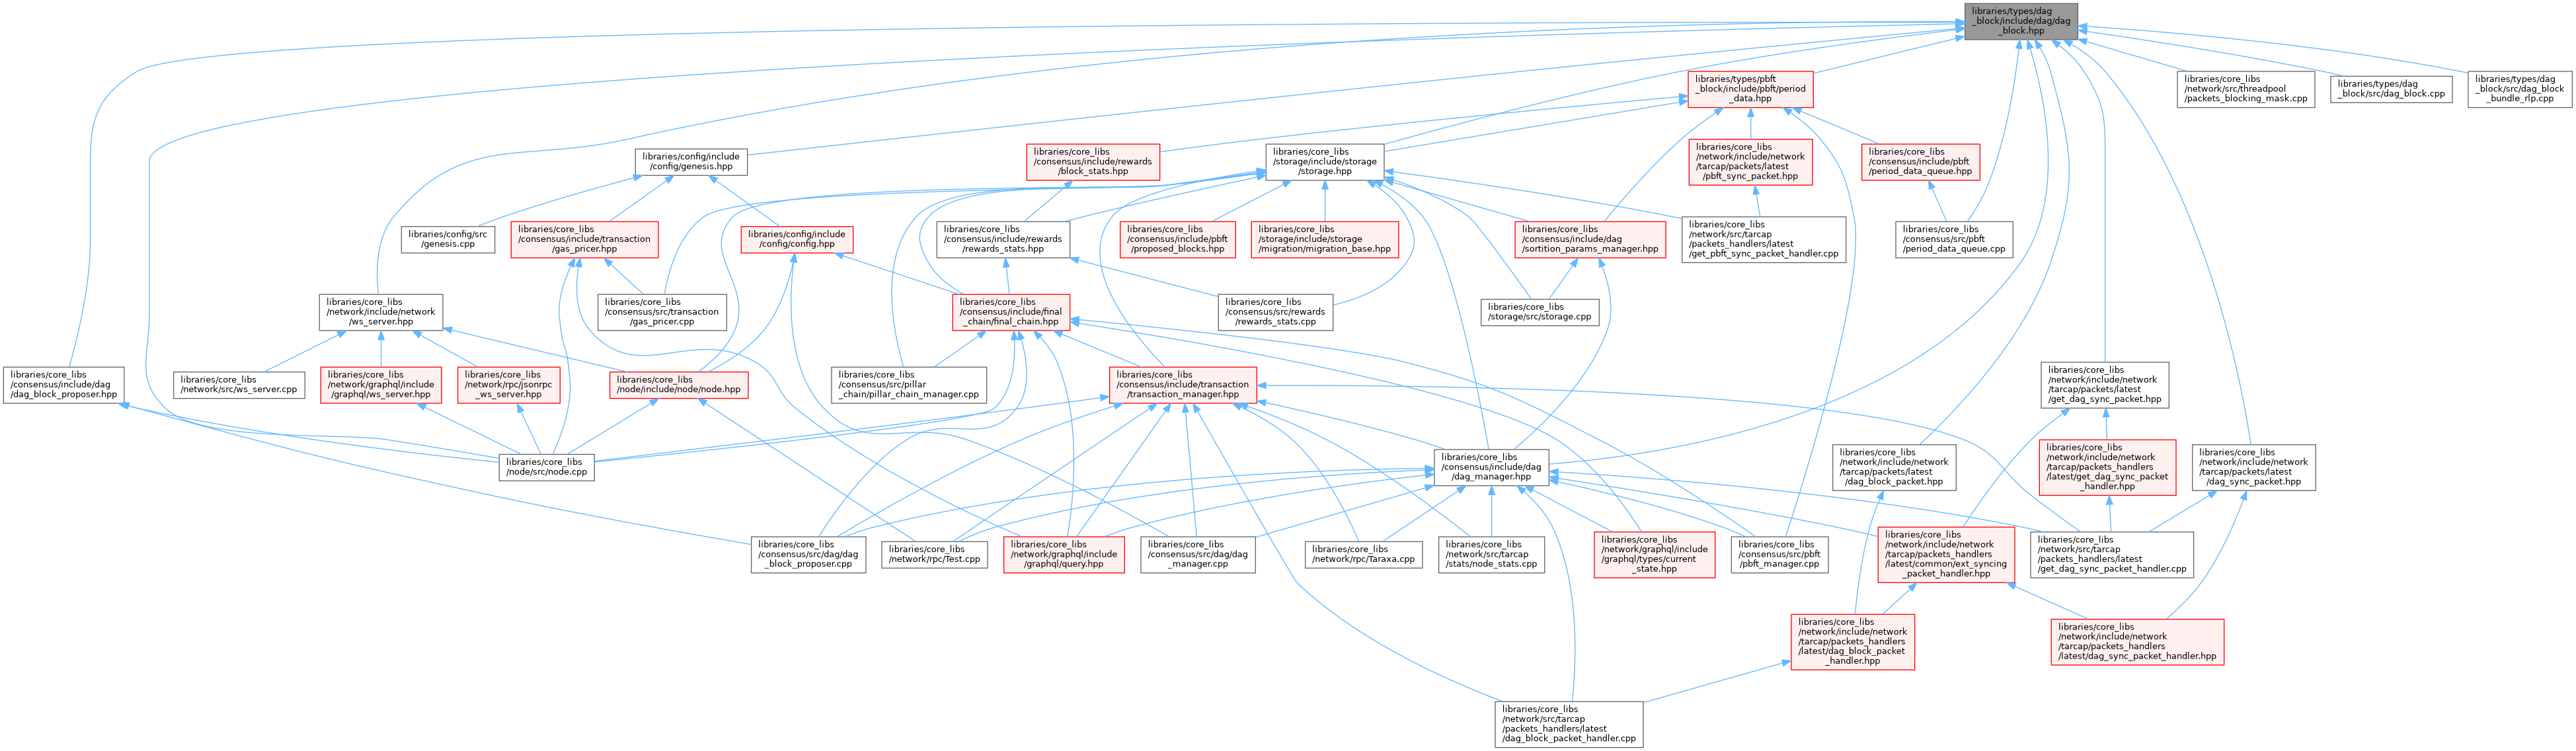 libraries/types/dag
_block/include/dag/dag
_block.hpp
libraries/types/pbft
_block/include/pbft/period
_data.hpp
libraries/core_libs
/network/src/threadpool
/packets_blocking_mask.cpp
libraries/types/dag
_block/src/dag_block.cpp
libraries/types/dag
_block/src/dag_block
_bundle_rlp.cpp
libraries/config/include
/config/genesis.hpp
libraries/core_libs
/consensus/include/rewards
/block_stats.hpp
libraries/core_libs
/storage/include/storage
/storage.hpp
libraries/core_libs
/network/include/network
/tarcap/packets/latest
/pbft_sync_packet.hpp
libraries/core_libs
/consensus/include/pbft
/period_data_queue.hpp
libraries/config/src
/genesis.cpp
libraries/core_libs
/consensus/include/transaction
/gas_pricer.hpp
libraries/config/include
/config/config.hpp
libraries/core_libs
/consensus/include/rewards
/rewards_stats.hpp
libraries/core_libs
/consensus/include/pbft
/proposed_blocks.hpp
libraries/core_libs
/storage/include/storage
/migration/migration_base.hpp
libraries/core_libs
/consensus/include/dag
/sortition_params_manager.hpp
libraries/core_libs
/network/src/tarcap
/packets_handlers/latest
/get_pbft_sync_packet_handler.cpp
libraries/core_libs
/consensus/src/pbft
/period_data_queue.cpp
libraries/core_libs
/network/include/network
/ws_server.hpp
libraries/core_libs
/consensus/src/transaction
/gas_pricer.cpp
libraries/core_libs
/consensus/include/final
_chain/final_chain.hpp
libraries/core_libs
/consensus/src/rewards
/rewards_stats.cpp
libraries/core_libs
/storage/src/storage.cpp
libraries/core_libs
/consensus/include/dag
/dag_block_proposer.hpp
libraries/core_libs
/network/src/ws_server.cpp
libraries/core_libs
/network/graphql/include
/graphql/ws_server.hpp
libraries/core_libs
/network/rpc/jsonrpc
_ws_server.hpp
libraries/core_libs
/node/include/node/node.hpp
libraries/core_libs
/consensus/src/pillar
_chain/pillar_chain_manager.cpp
libraries/core_libs
/consensus/include/transaction
/transaction_manager.hpp
libraries/core_libs
/network/include/network
/tarcap/packets/latest
/get_dag_sync_packet.hpp
libraries/core_libs
/node/src/node.cpp
libraries/core_libs
/consensus/include/dag
/dag_manager.hpp
libraries/core_libs
/network/include/network
/tarcap/packets/latest
/dag_block_packet.hpp
libraries/core_libs
/network/include/network
/tarcap/packets_handlers
/latest/get_dag_sync_packet
_handler.hpp
libraries/core_libs
/network/include/network
/tarcap/packets/latest
/dag_sync_packet.hpp
libraries/core_libs
/consensus/src/dag/dag
_block_proposer.cpp
libraries/core_libs
/network/rpc/Test.cpp
libraries/core_libs
/network/graphql/include
/graphql/query.hpp
libraries/core_libs
/consensus/src/dag/dag
_manager.cpp
libraries/core_libs
/network/rpc/Taraxa.cpp
libraries/core_libs
/network/src/tarcap
/stats/node_stats.cpp
libraries/core_libs
/network/graphql/include
/graphql/types/current
_state.hpp
libraries/core_libs
/consensus/src/pbft
/pbft_manager.cpp
libraries/core_libs
/network/include/network
/tarcap/packets_handlers
/latest/common/ext_syncing
_packet_handler.hpp
libraries/core_libs
/network/src/tarcap
/packets_handlers/latest
/get_dag_sync_packet_handler.cpp
libraries/core_libs
/network/include/network
/tarcap/packets_handlers
/latest/dag_block_packet
_handler.hpp
libraries/core_libs
/network/include/network
/tarcap/packets_handlers
/latest/dag_sync_packet_handler.hpp
libraries/core_libs
/network/src/tarcap
/packets_handlers/latest
/dag_block_packet_handler.cpp